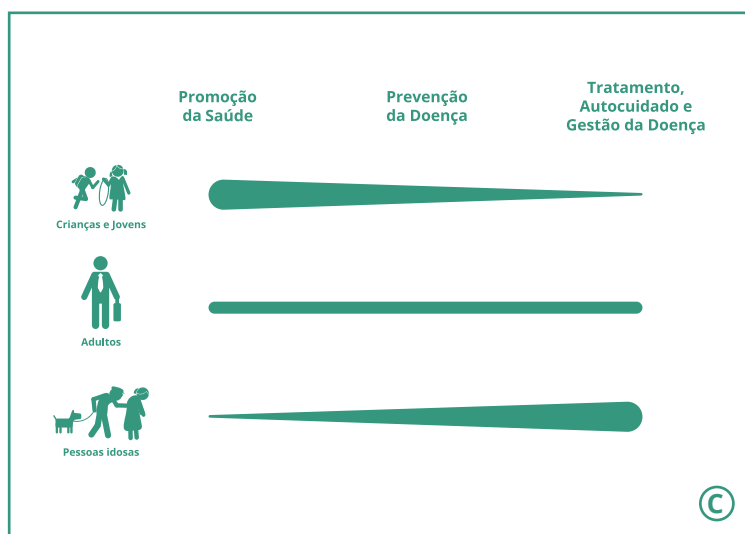 Promoção
da Saúde
Prevenção
da Doença
Tratamento,
Autocuidado e
Gestão da Doença
Crianças e Jovens
Adultos
Pessoas idosas
C